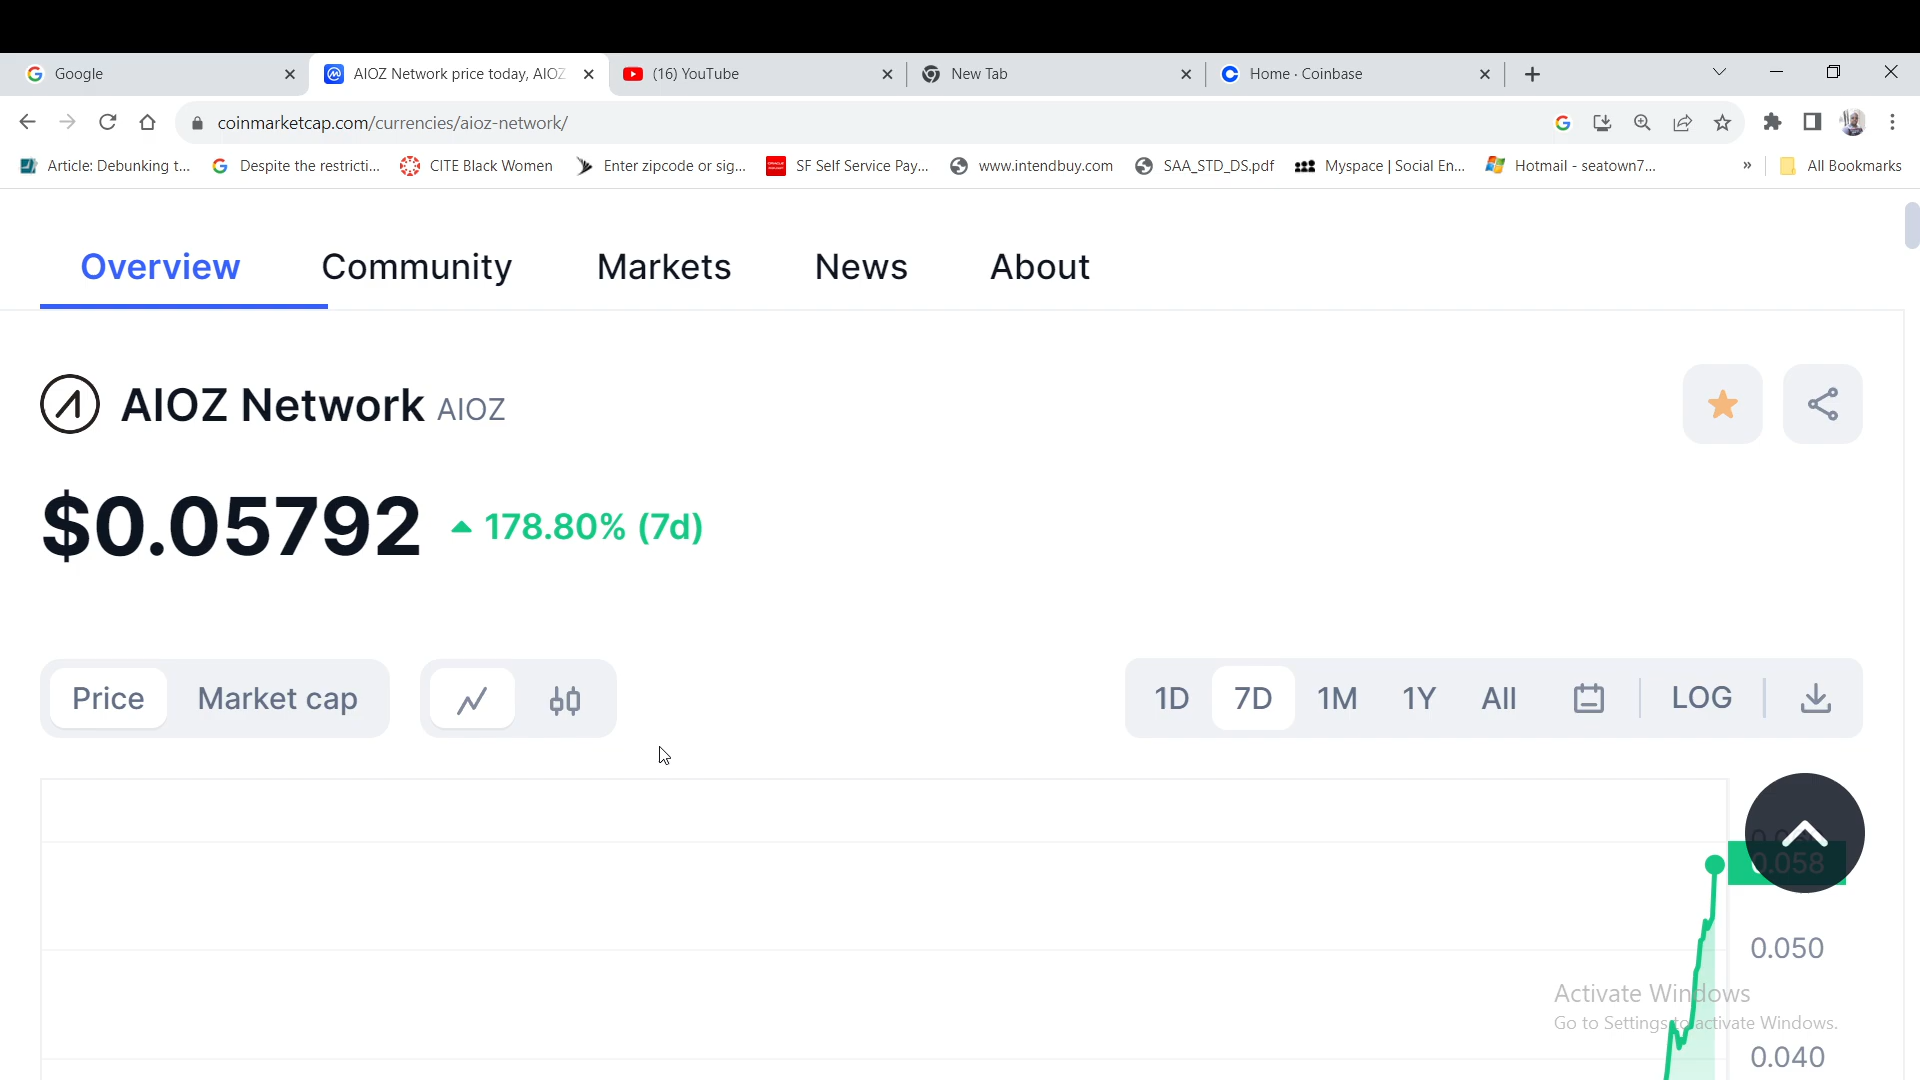 Google
AIOZ Network price today, AIOZ
(16) YouTube
New Tab
Home · Coinbase
coinmarketcap.com/currencies/aioz-network/
Article: Debunking t...
Despite the restricti...
CITE Black Women
Enter zipcode or sig...
SF Self Service Pay...
www.intendbuy.com
SAA_STD_DS.pdf
Myspace | Social En...
Hotmail - seatown7...
»
All Bookmarks
Overview
Community
Markets
News
About
AIOZ Network AIOZ
$0.05792
178.80% (7d)
Price
Market cap
1D
7D
1M
1Y
All
LOG
0.058
0.050
Activate Windows
Go to Settings to activate Windows.
0.040